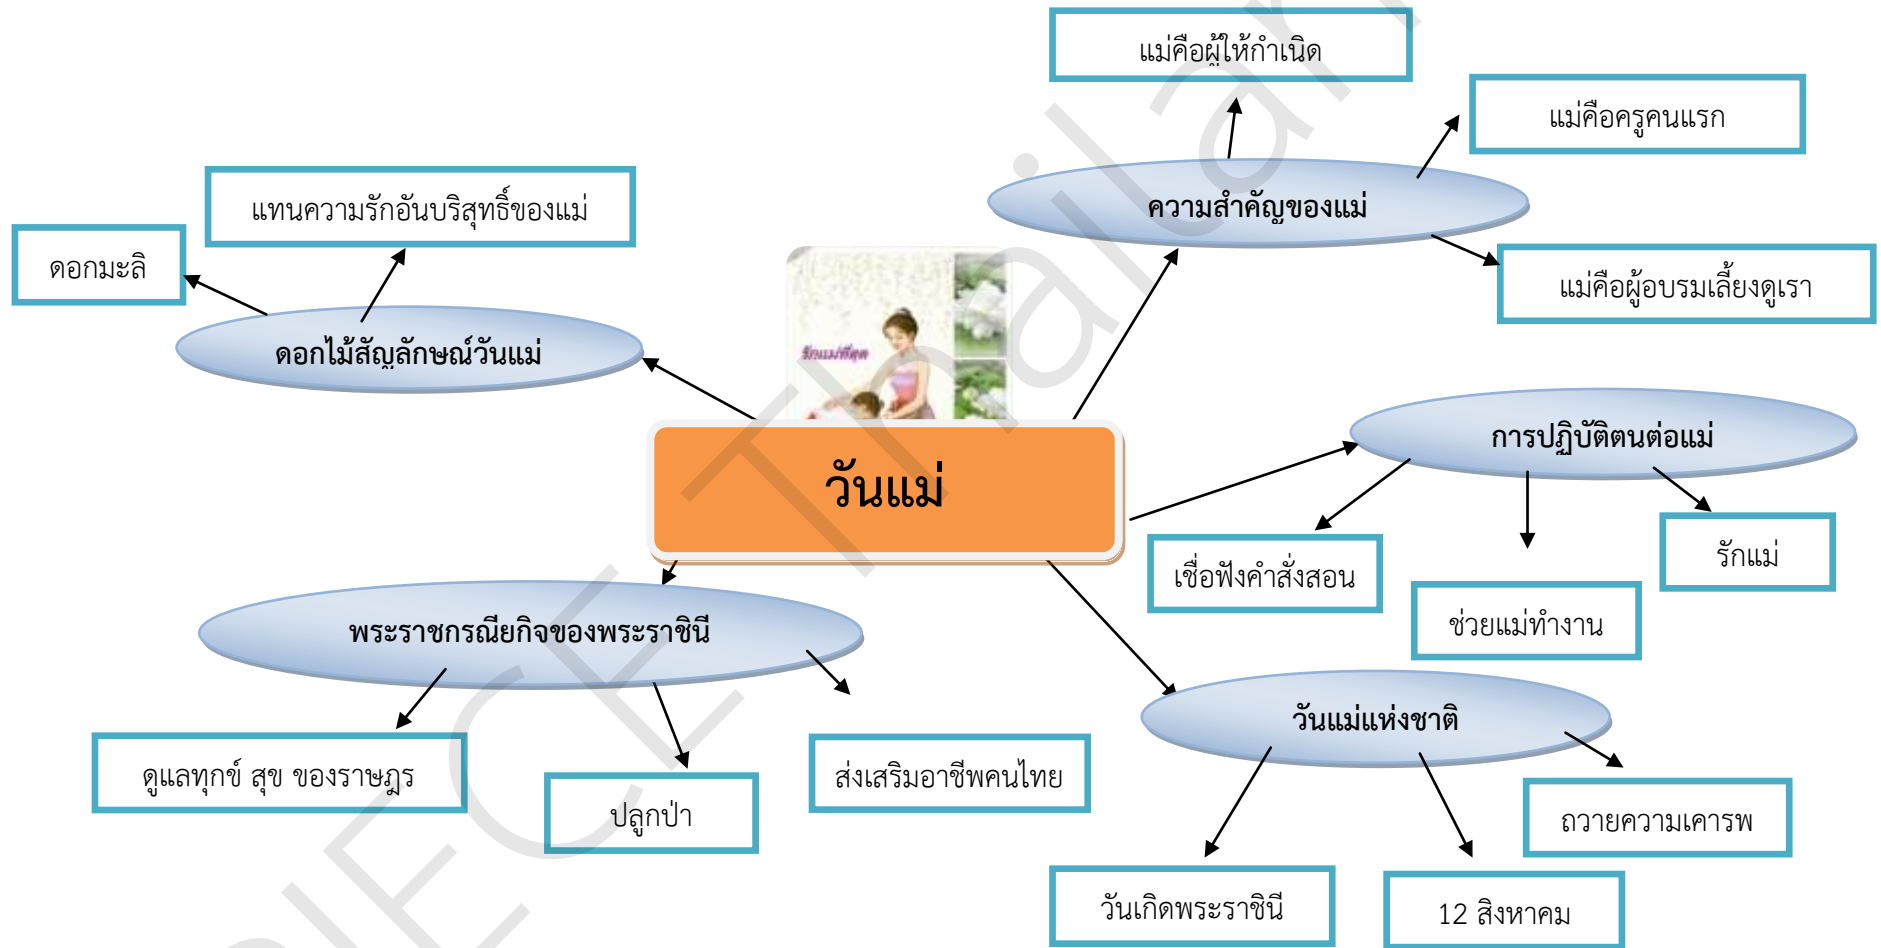 แม่คือผู้ให้กำเนิด
แม่คือครูคนแรก
ความสำคัญของแม่
แม่คือผู้อบรมเลี้ยงดูเรา
แทนความรักอันบริสุทธิ์ของแม่
ดอกมะลิ
ดอกไม้สัญลักษณ์วันแม่
รักแม่ที่สุด
วันแม่
การปฏิบัติตนต่อแม่
เชื่อฟังคำสั่งสอน
ช่วยแม่ทำงาน
รักแม่
พระราชกรณียกิจของพระราชินี
ดูแลทุกข์ สุข ของราษฎร
ปลูกป่า
ส่งเสริมอาชีพคนไทย
วันแม่แห่งชาติ
ถวายความเคารพ
วันเกิดพระราชินี
12 สิงหาคม
IECE Thailan